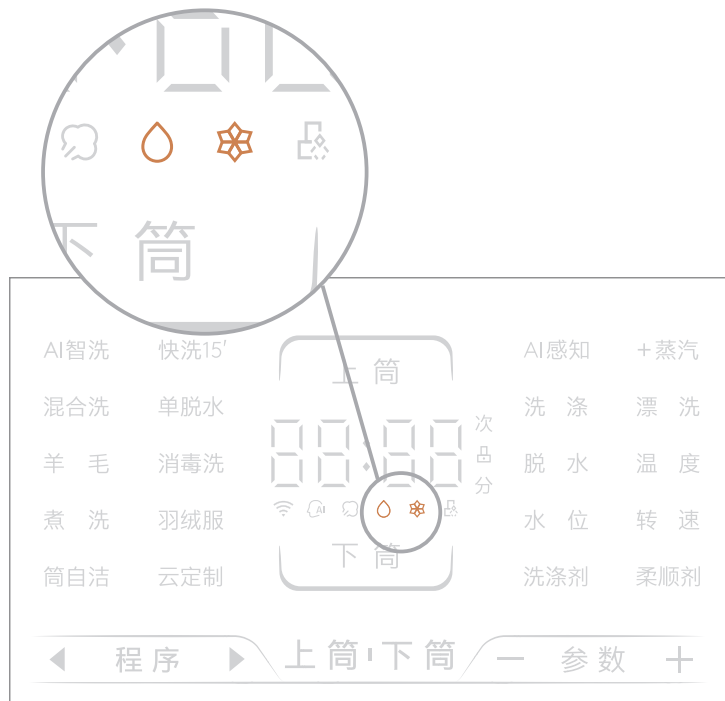 下筒
AI智洗 快洗15′ 上筒 AI感知 +蒸汽
混合洗 单脱水 洗涤 漂洗
次
羊毛 消毒洗 88:88 脱水 温度
分
煮洗 羽绒服 AI 水位 转速
筒自洁 云定制 下筒 洗涤剂 柔顺剂
程序 上筒 下筒 − 参数 +